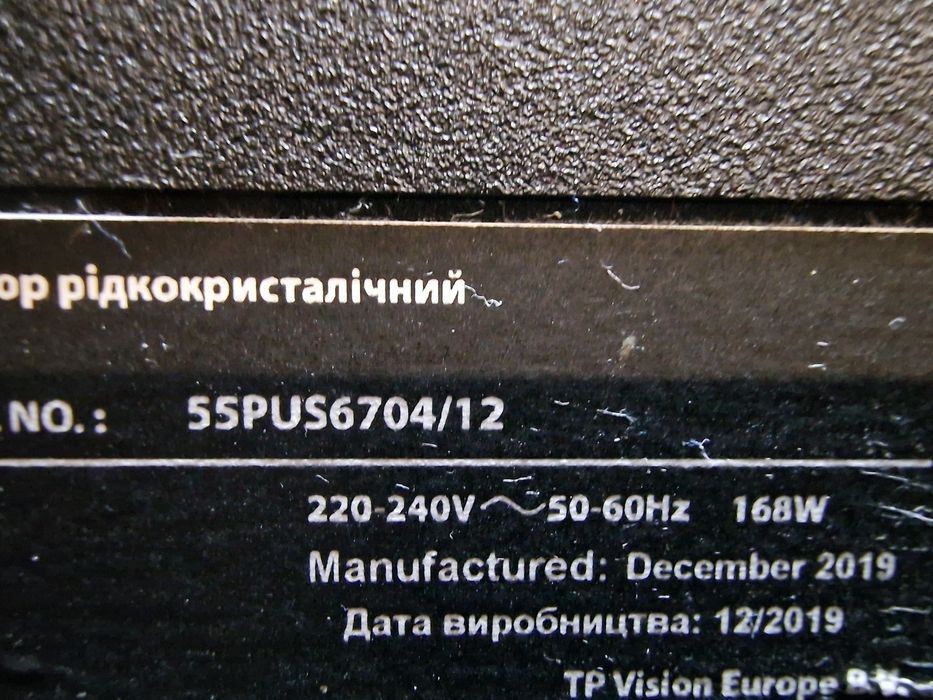 ор рідкокристалічний
NO.: 55PUS6704/12
220-240V ~ 50-60Hz 168W
Manufactured: December 2019
Дата виробництва: 12/2019
TP Vision Europe B.V.